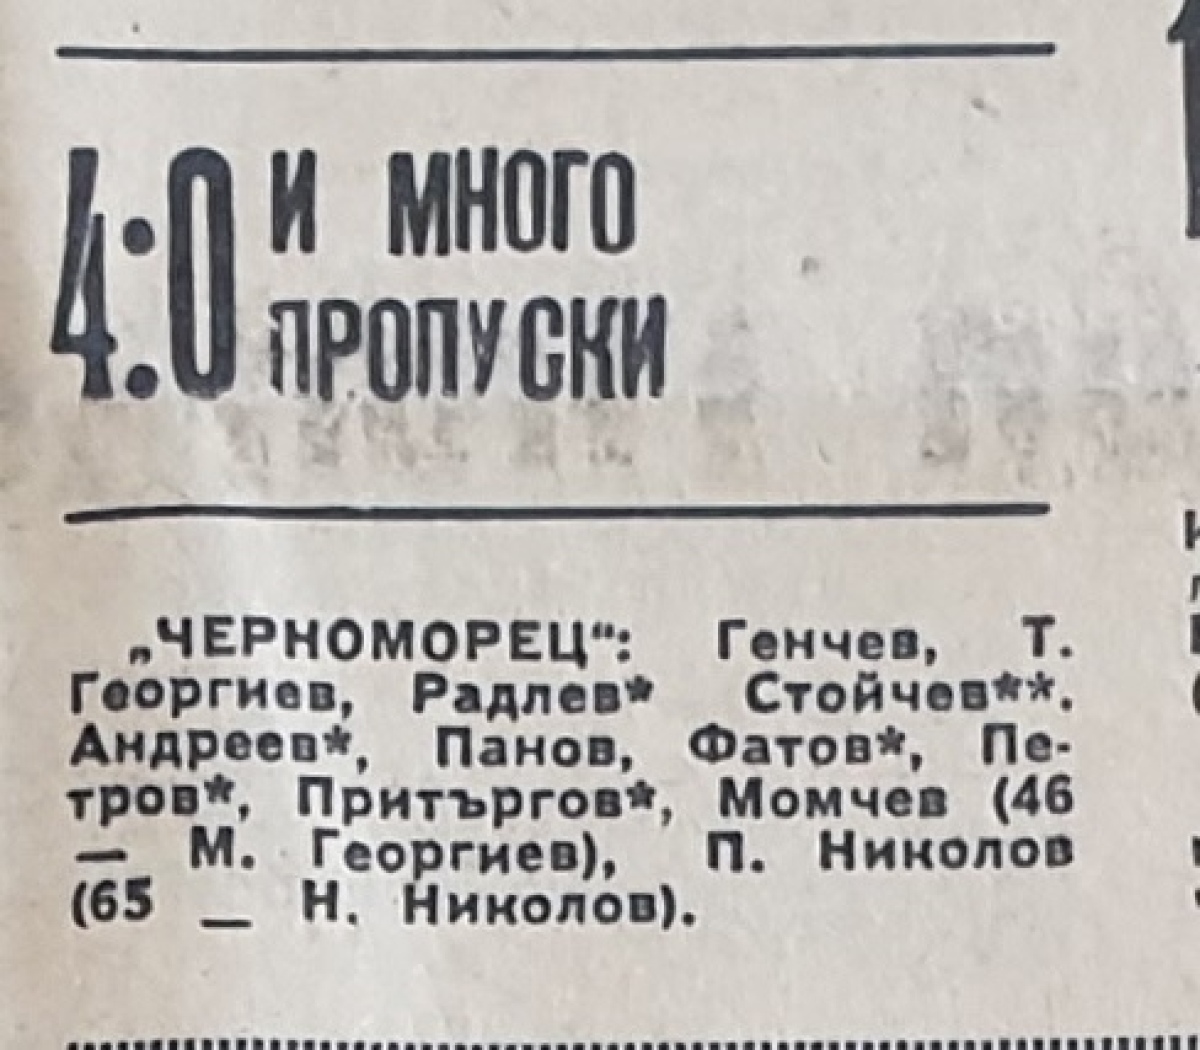 4:0 И МНОГО
ПРОПУСКИ
„ЧЕРНОМОРЕЦ“: Генчев, Т.
Георгиев, Радлев* Стойчев**.
Андреев*, Панов, Фатов*, Пе-
тров*, Притъргов*, Момчев (46
— М. Георгиев), П. Николов
(65 — Н. Николов).